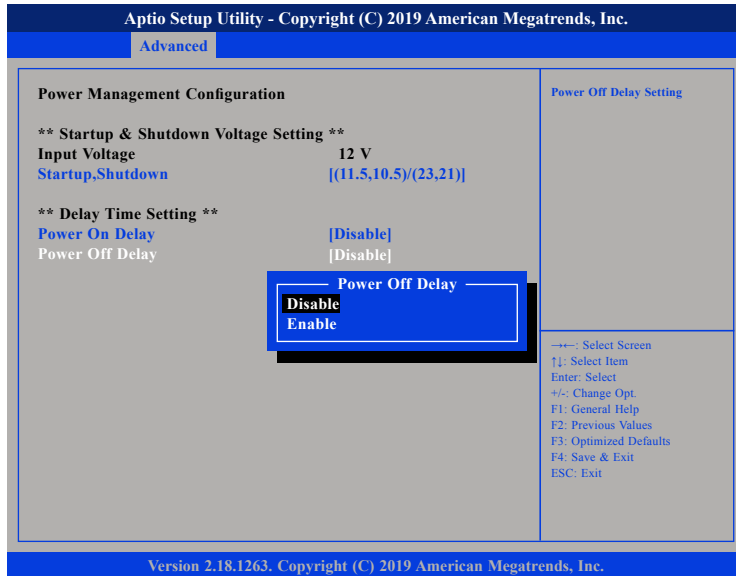 Aptio Setup Utility - Copyright (C) 2019 American Megatrends, Inc.
Advanced
Power Management Configuration
** Startup & Shutdown Voltage Setting **
Input Voltage 12 V
Startup,Shutdown [(11.5,10.5)/(23,21)]
** Delay Time Setting **
Power On Delay [Disable]
Power Off Delay [Disable]
Power Off Delay
Disable
Enable
Power Off Delay Setting
→←: Select Screen
↑↓: Select Item
Enter: Select
+/-: Change Opt.
F1: General Help
F2: Previous Values
F3: Optimized Defaults
F4: Save & Exit
ESC: Exit
Version 2.18.1263. Copyright (C) 2019 American Megatrends, Inc.